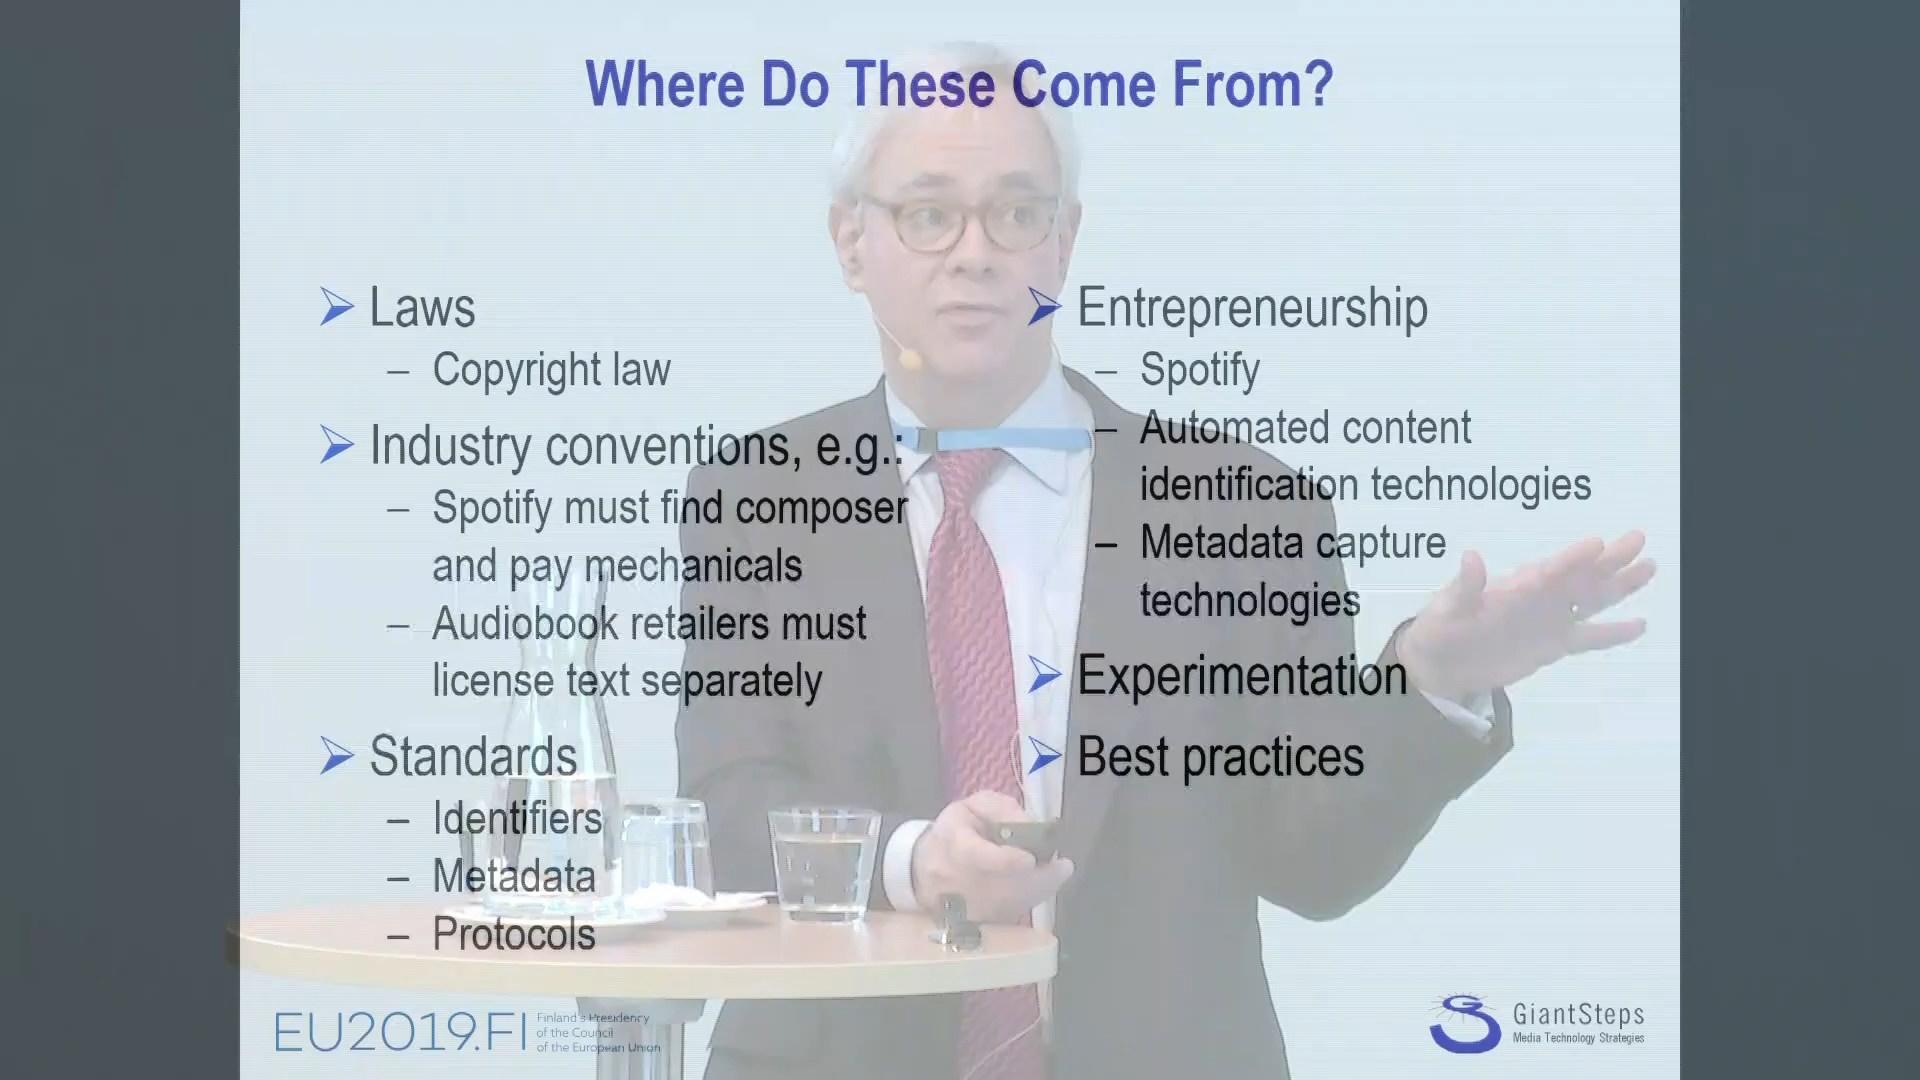 Where Do These Come From?
Laws
– Copyright law
Industry conventions, e.g.:
– Spotify must find composer
and pay mechanicals
– Audiobook retailers must
license text separately
Standards
– Identifiers
– Metadata
– Protocols
Entrepreneurship
– Spotify
– Automated content
identification technologies
– Metadata capture
technologies
Experimentation
Best practices
EU2019.FI
Finland's Presidency
of the Council
of the European Union
GiantSteps
Media Technology Strategies